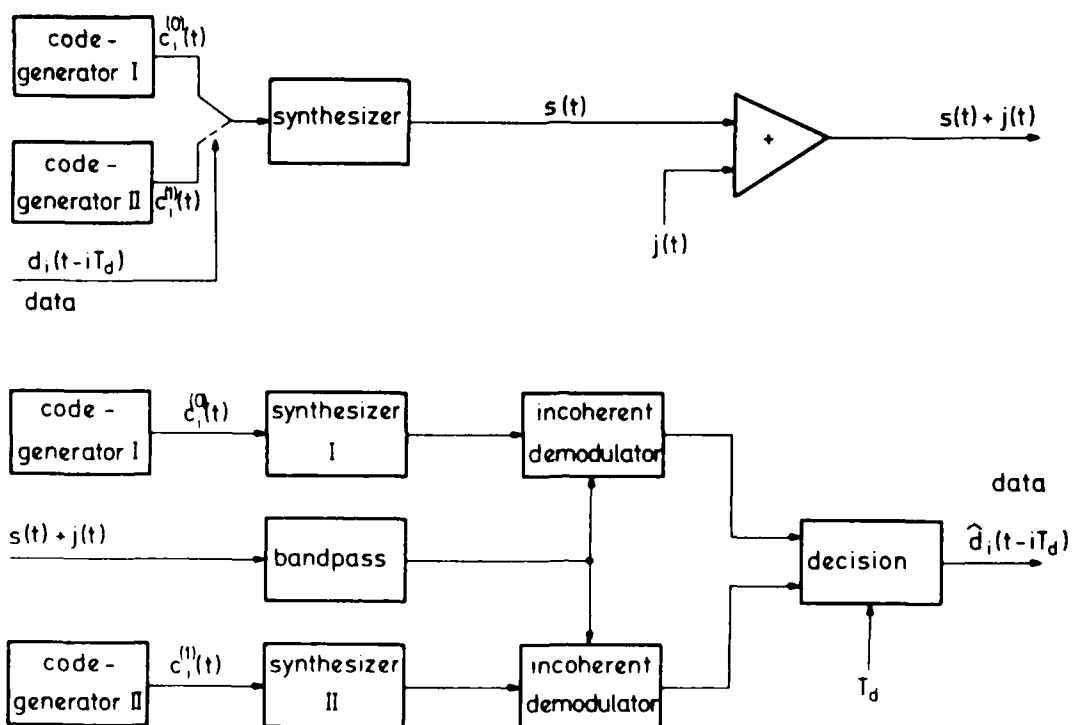 code-
generator I
c_i^(0)(t)
synthesizer
s(t)
+
s(t) + j(t)
code-
generator II
c_i^(1)(t)
j(t)
d_i(t-iT_d)
data
code-
generator I
c_i^(0)(t)
synthesizer
I
incoherent
demodulator
data
s(t) + j(t)
bandpass
decision
d̂_i(t-iT_d)
code-
generator II
c_i^(1)(t)
synthesizer
II
incoherent
demodulator
T_d